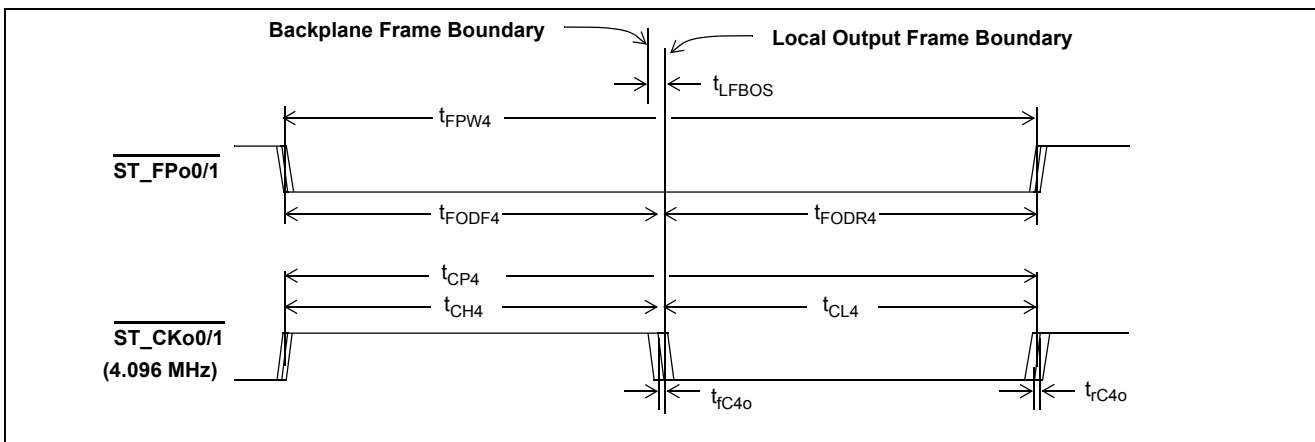 Backplane Frame Boundary
Local Output Frame Boundary
tLFBOS
tFPW4
ST_FPo0/1
tFODF4
tFODR4
tCP4
tCH4
tCL4
ST_CKo0/1
(4.096 MHz)
tfC4o
trC4o